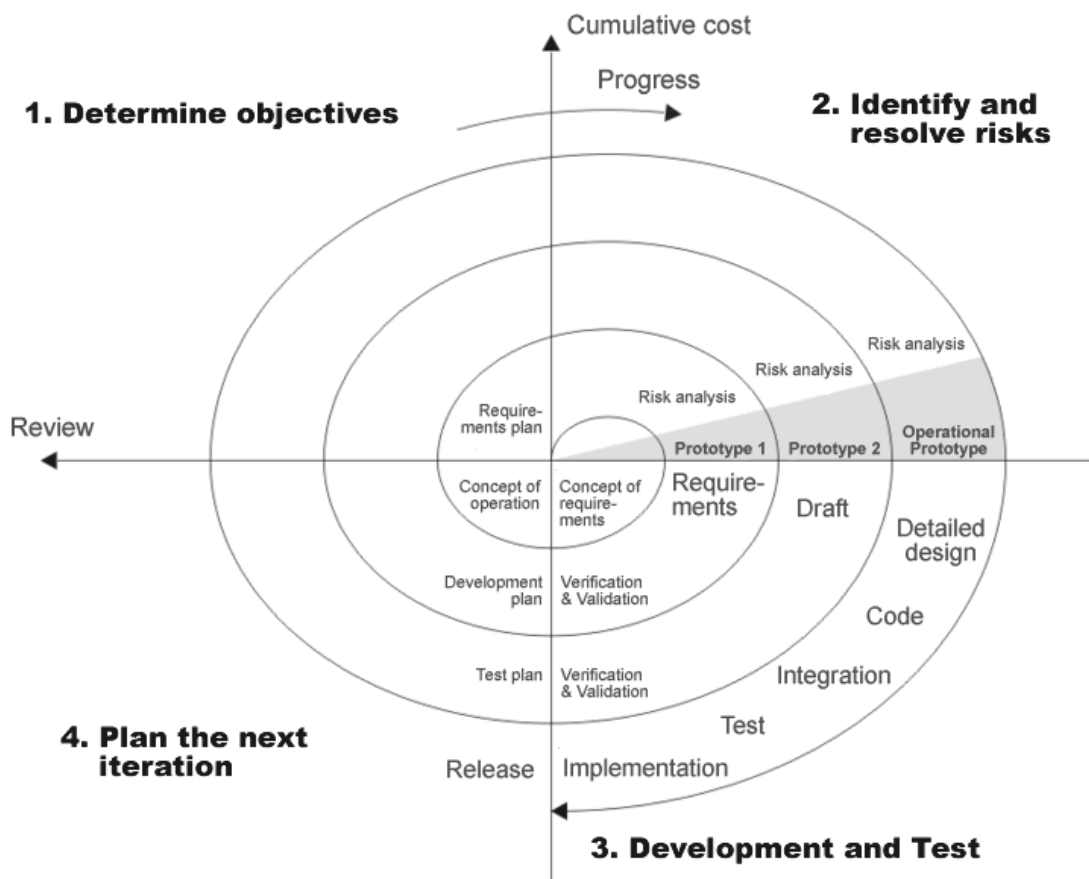 Cumulative cost
Progress
1. Determine objectives
2. Identify and
resolve risks
Risk analysis
Risk analysis
Risk analysis
Require-
ments plan
Review
Prototype 1
Prototype 2
Operational
Prototype
Concept of
operation
Concept of
require-
ments
Require-
ments
Draft
Detailed
design
Development
plan
Verification
& Validation
Code
Test plan
Verification
& Validation
Integration
Test
4. Plan the next
iteration
Release
Implementation
3. Development and Test